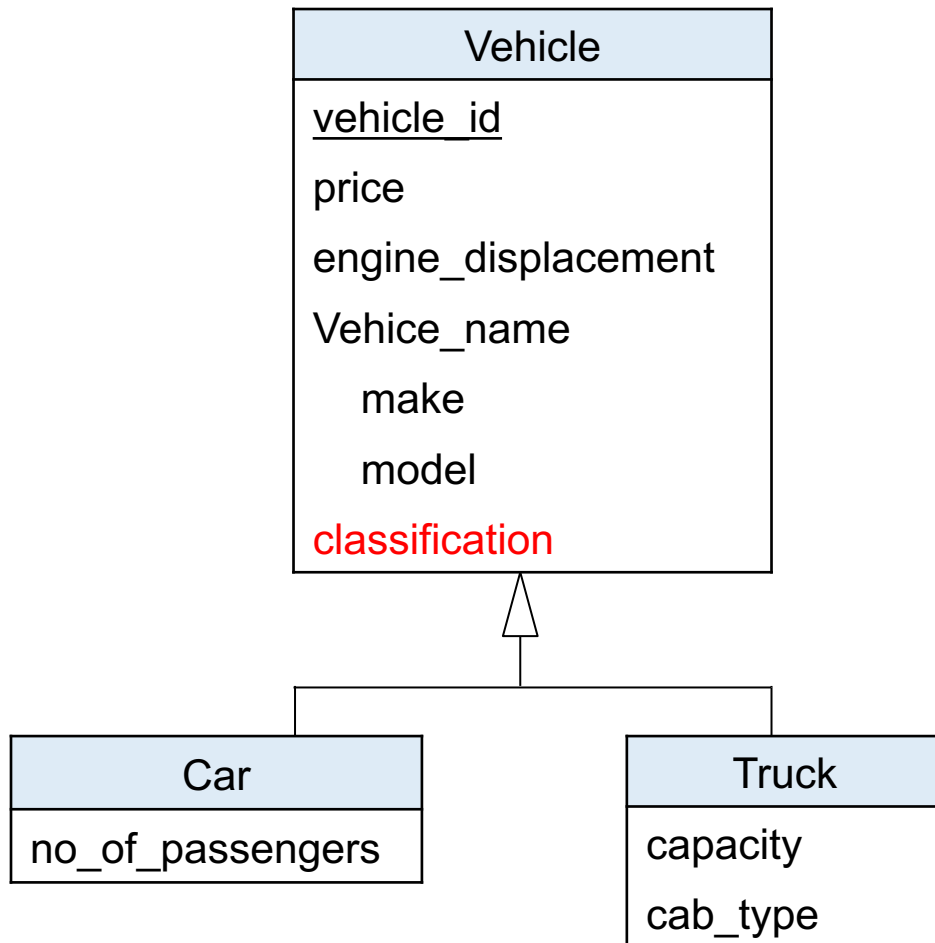 Vehicle
vehicle_id
price
engine_displacement
Vehice_name
make
model
classification
Car
no_of_passengers
Truck
capacity
cab_type